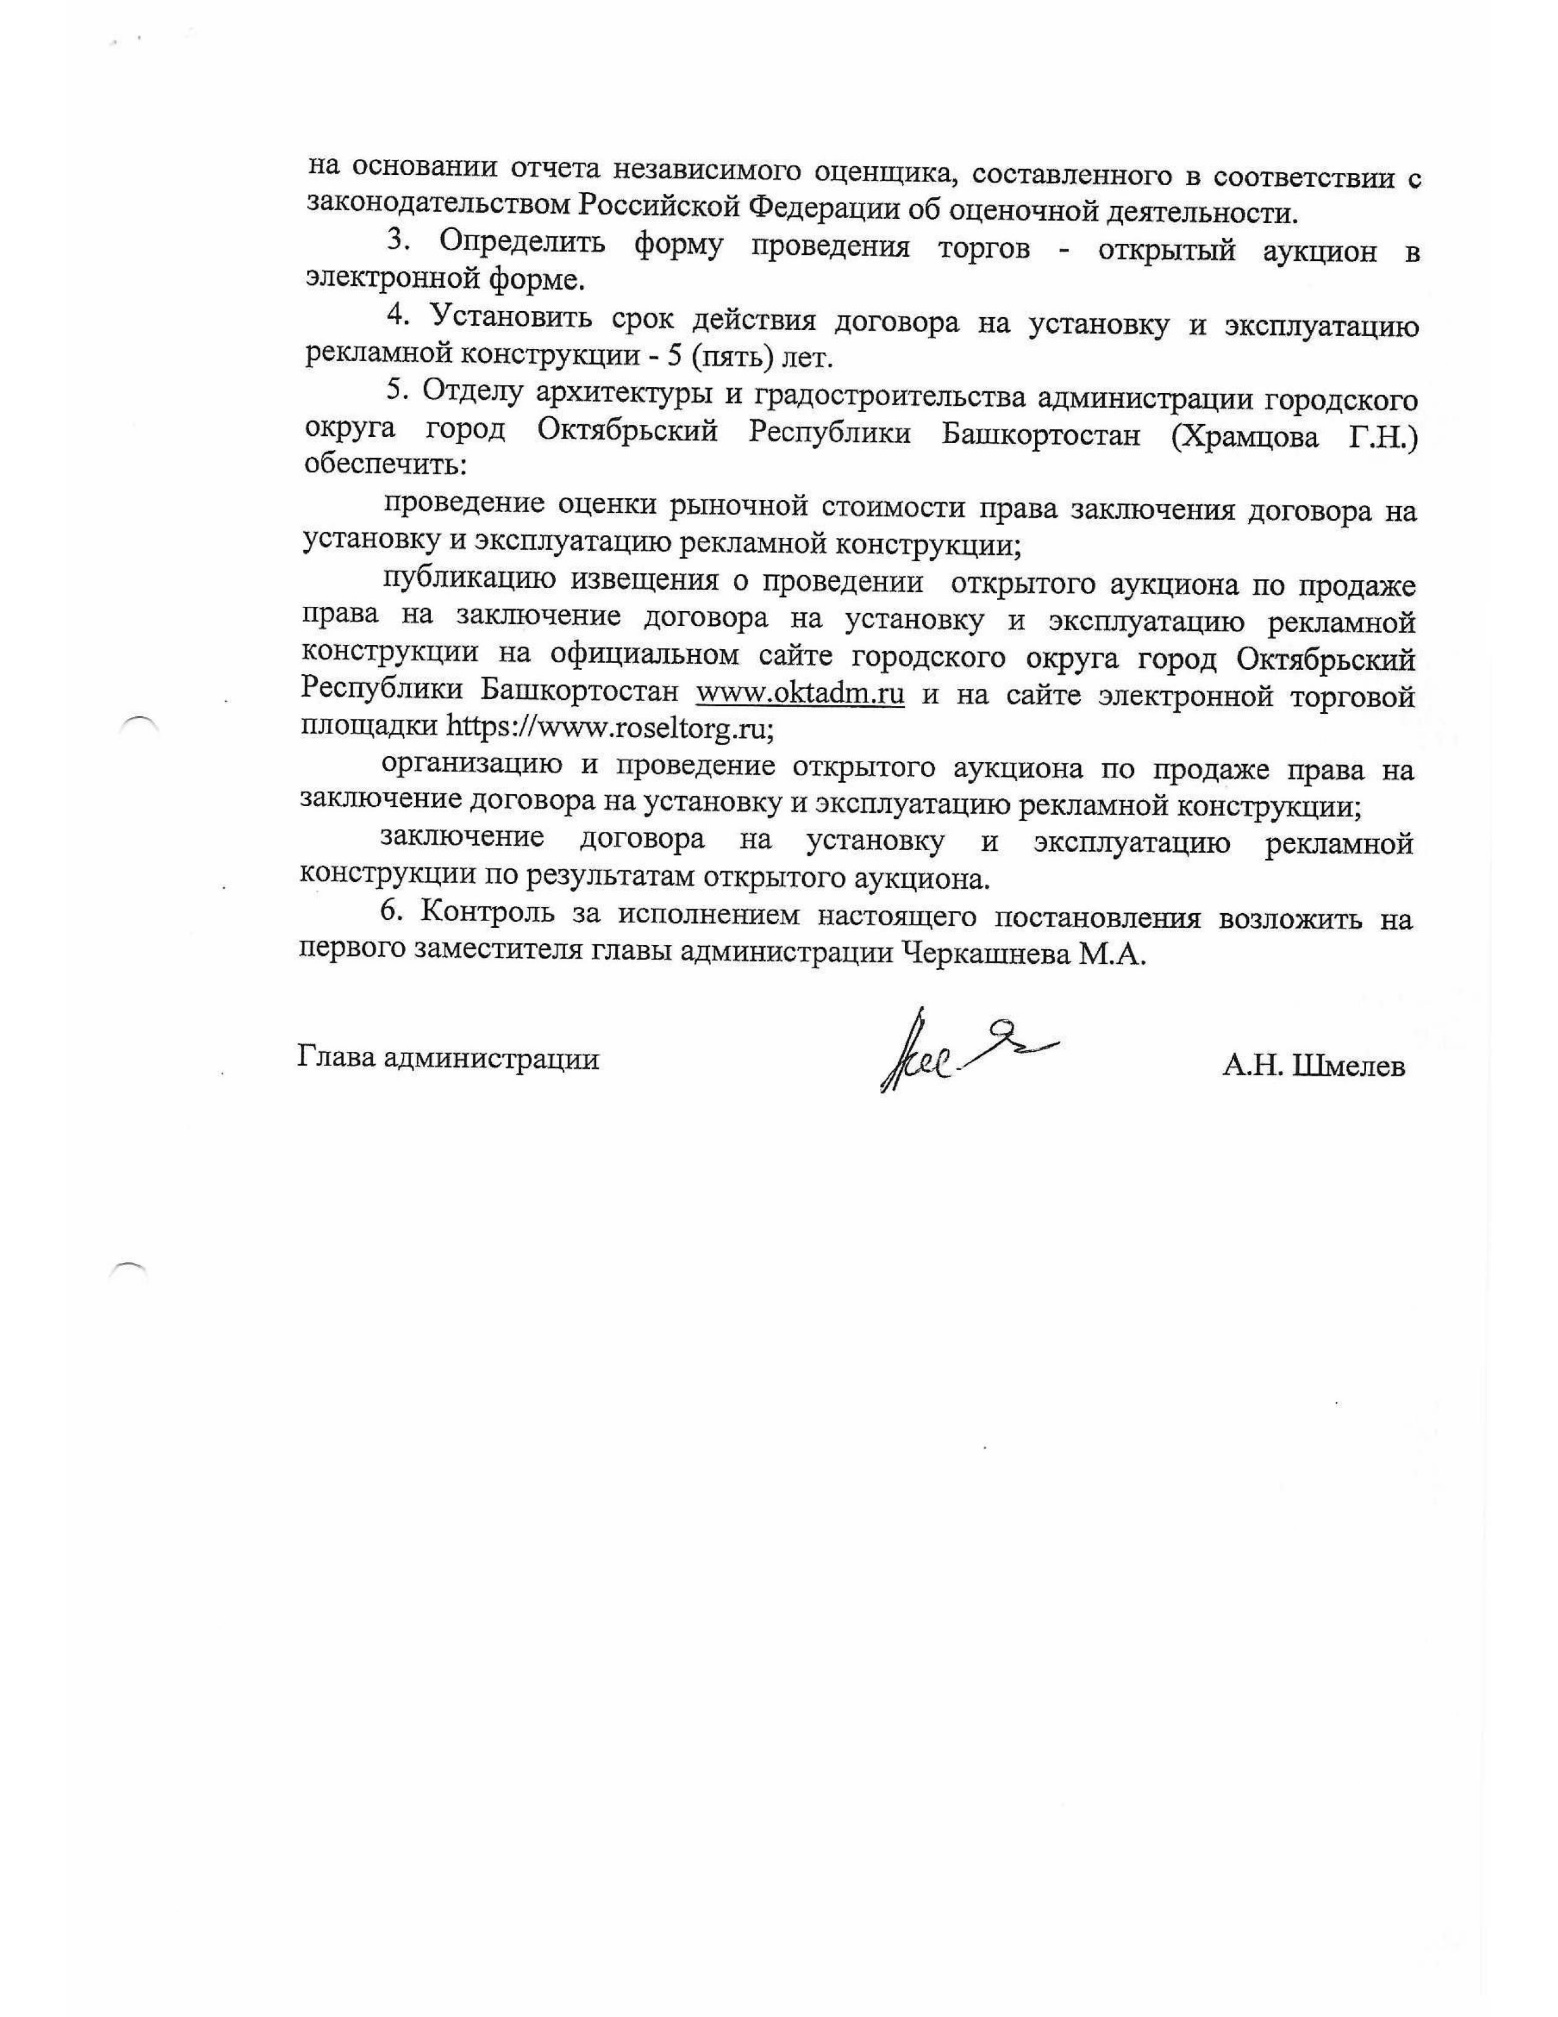 на основании отчета независимого оценщика, составленного в соответствии с
законодательством Российской Федерации об оценочной деятельности.
3. Определить форму проведения торгов - открытый аукцион в
электронной форме.
4. Установить срок действия договора на установку и эксплуатацию
рекламной конструкции - 5 (пять) лет.
5. Отделу архитектуры и градостроительства администрации городского
округа город Октябрьский Республики Башкортостан (Храмцова Г.Н.)
обеспечить:
проведение оценки рыночной стоимости права заключения договора на
установку и эксплуатацию рекламной конструкции;
публикацию извещения о проведении открытого аукциона по продаже
права на заключение договора на установку и эксплуатацию рекламной
конструкции на официальном сайте городского округа город Октябрьский
Республики Башкортостан www.oktadm.ru и на сайте электронной торговой
площадки https://www.roseltorg.ru;
организацию и проведение открытого аукциона по продаже права на
заключение договора на установку и эксплуатацию рекламной конструкции;
заключение договора на установку и эксплуатацию рекламной
конструкции по результатам открытого аукциона.
6. Контроль за исполнением настоящего постановления возложить на
первого заместителя главы администрации Черкашнева М.А.
Глава администрации А.Н. Шмелев